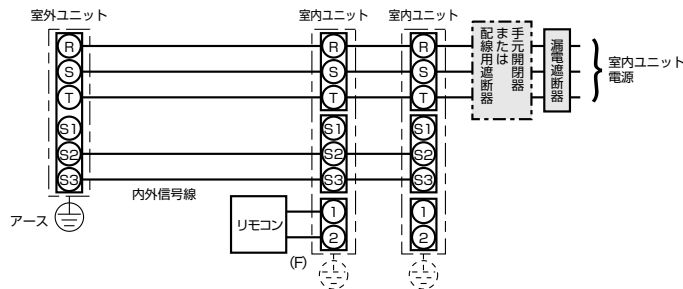 室外ユニット
室内ユニット
室内ユニット
R
S
T
S1
S2
S3
R
S
T
S1
S2
S3
1
2
R
S
T
S1
S2
S3
1
2
手元開閉器
または
配線用遮断器
漏電遮断器
室内ユニット
電源
内外信号線
アース
リモコン
(F)